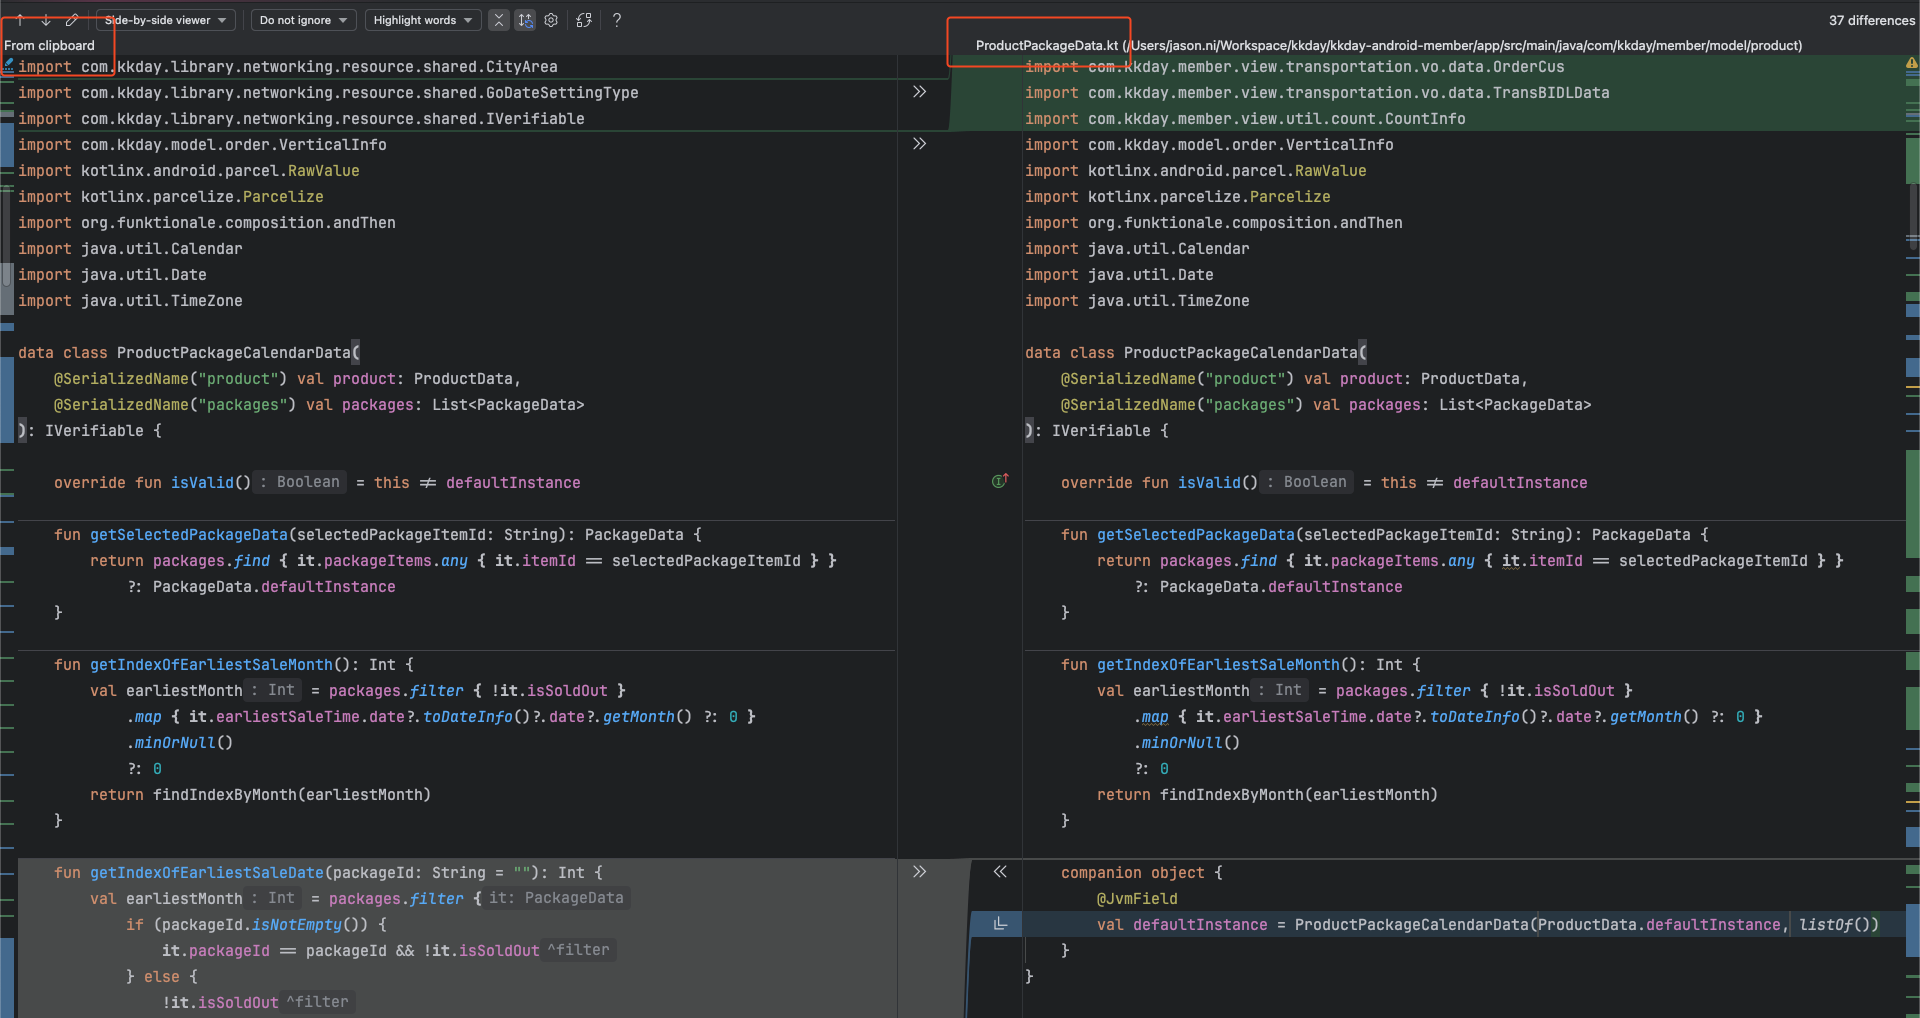 Side-by-side viewer
Do not ignore
Highlight words
?
37 differences
From clipboard
import com.kkday.library.networking.resource.shared.CityArea
import com.kkday.library.networking.resource.shared.GoDateSettingType
import com.kkday.library.networking.resource.shared.IVerifiable
import com.kkday.model.order.VerticalInfo
import kotlinx.android.parcel.RawValue
import kotlinx.parcelize.Parcelize
import org.funktionale.composition.andThen
import java.util.Calendar
import java.util.Date
import java.util.TimeZone
data class ProductPackageCalendarData(
@SerializedName("product") val product: ProductData,
@SerializedName("packages") val packages: List<PackageData>
): IVerifiable {
override fun isValid() : Boolean = this ≠ defaultInstance
fun getSelectedPackageData(selectedPackageItemId: String): PackageData {
return packages.find { it.packageItems.any { it.itemId == selectedPackageItemId } }
?: PackageData.defaultInstance
}
fun getIndexOfEarliestSaleMonth(): Int {
val earliestMonth : Int = packages.filter { !it.isSoldOut }
.map { it.earliestSaleTime.date?.toDateInfo()?.date?.getMonth() ?: 0 }
.minOrNull()
?: 0
return findIndexByMonth(earliestMonth)
}
fun getIndexOfEarliestSaleDate(packageId: String = ""): Int {
val earliestMonth : Int = packages.filter { it: PackageData
if (packageId.isNotEmpty()) {
it.packageId == packageId && !it.isSoldOut ^filter
} else {
!it.isSoldOut ^filter
ProductPackageData.kt (/Users/jason.ni/Workspace/kkday/kkday-android-member/app/src/main/java/com/kkday/member/model/product)
import com.kkday.member.view.transportation.vo.data.OrderCus
import com.kkday.member.view.transportation.vo.data.TransBIDLData
import com.kkday.member.view.util.count.CountInfo
import com.kkday.model.order.VerticalInfo
import kotlinx.android.parcel.RawValue
import kotlinx.parcelize.Parcelize
import org.funktionale.composition.andThen
import java.util.Calendar
import java.util.Date
import java.util.TimeZone
data class ProductPackageCalendarData(
@SerializedName("product") val product: ProductData,
@SerializedName("packages") val packages: List<PackageData>
): IVerifiable {
override fun isValid() : Boolean = this ≠ defaultInstance
fun getSelectedPackageData(selectedPackageItemId: String): PackageData {
return packages.find { it.packageItems.any { it.itemId == selectedPackageItemId } }
?: PackageData.defaultInstance
}
fun getIndexOfEarliestSaleMonth(): Int {
val earliestMonth : Int = packages.filter { !it.isSoldOut }
.map { it.earliestSaleTime.date?.toDateInfo()?.date?.getMonth() ?: 0 }
.minOrNull()
?: 0
return findIndexByMonth(earliestMonth)
}
companion object {
@JvmField
val defaultInstance = ProductPackageCalendarData(ProductData.defaultInstance, listOf())
}
}